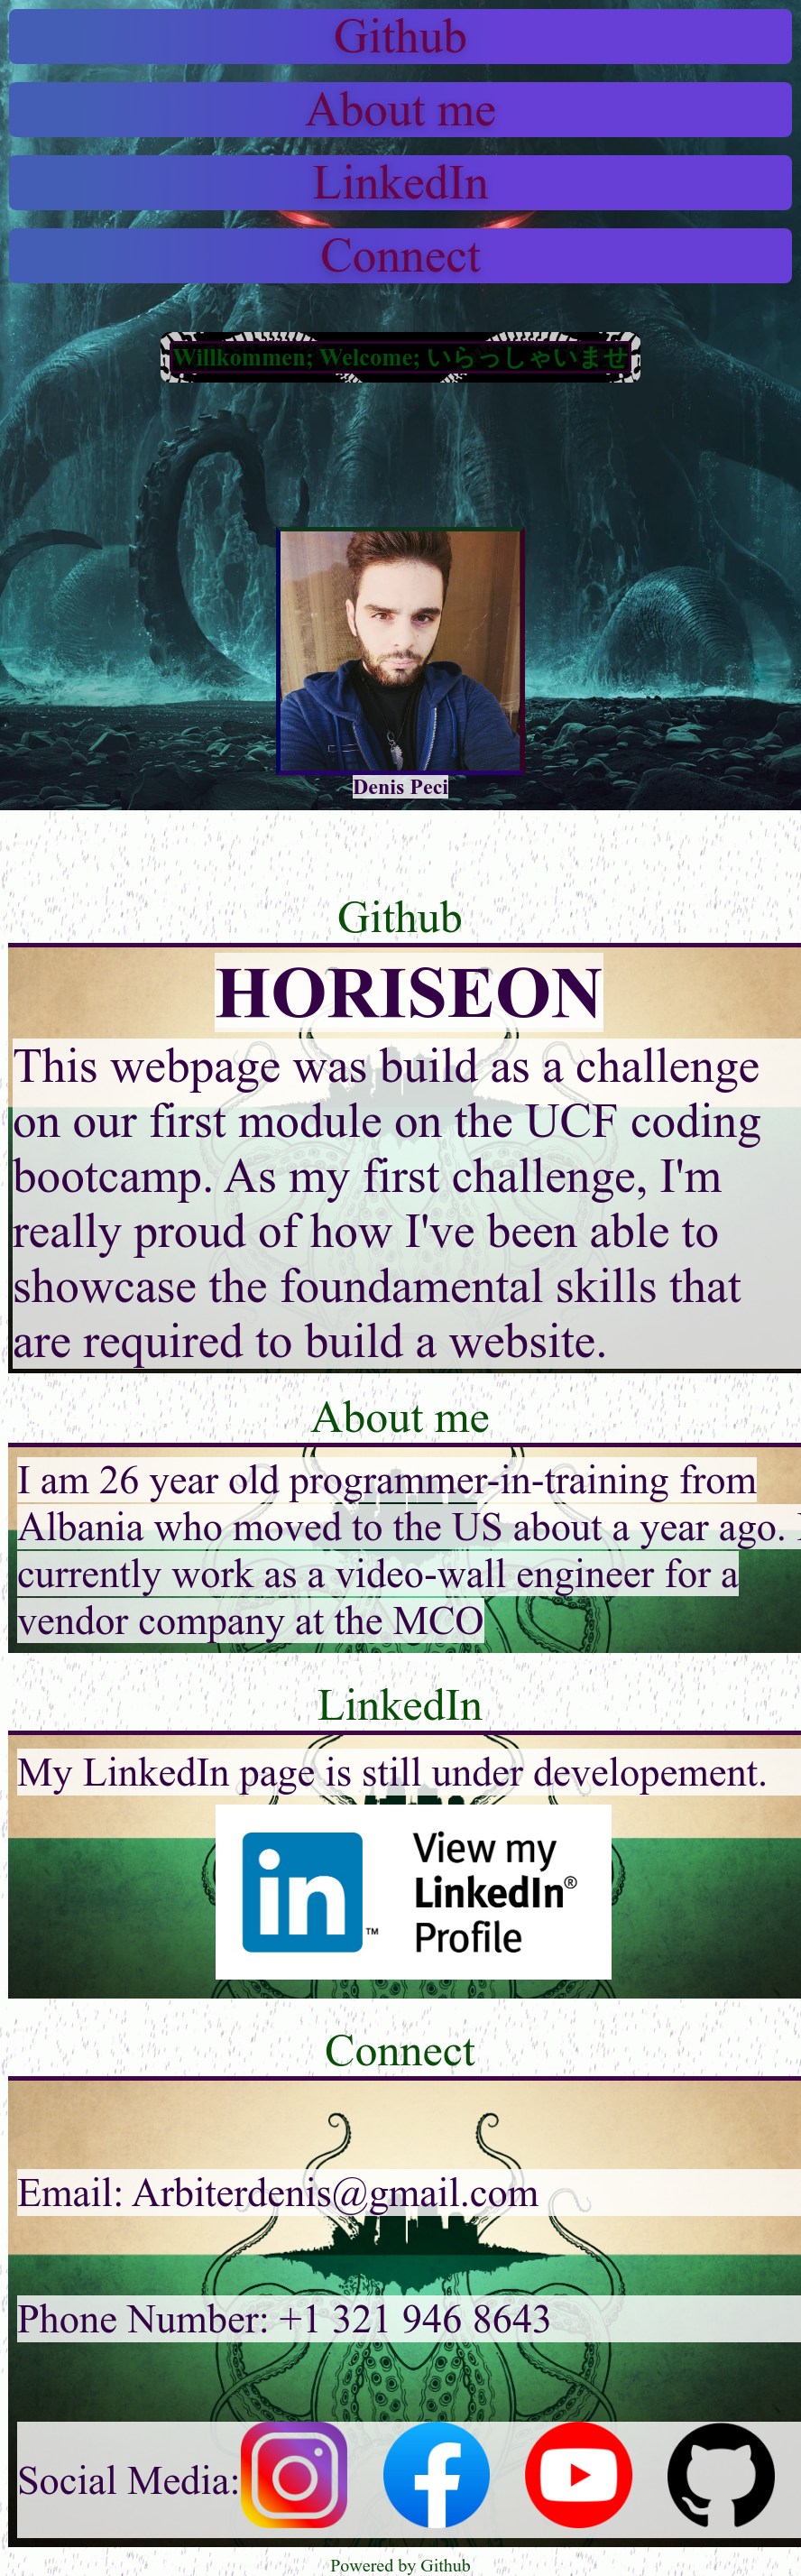 Github
About me
LinkedIn
Connect
Willkommen; Welcome; いらっしゃいませ
Denis Peci
Github
HORISEON
This webpage was build as a challenge
on our first module on the UCF coding
bootcamp. As my first challenge, I'm
really proud of how I've been able to
showcase the foundamental skills that
are required to build a website.
About me
I am 26 year old programmer-in-training from
Albania who moved to the US about a year ago. I
currently work as a video-wall engineer for a
vendor company at the MCO
LinkedIn
My LinkedIn page is still under developement.
in™
View my
LinkedIn®
Profile
Connect
Email: Arbiterdenis@gmail.com
Phone Number: +1 321 946 8643
Social Media:
Powered by Github